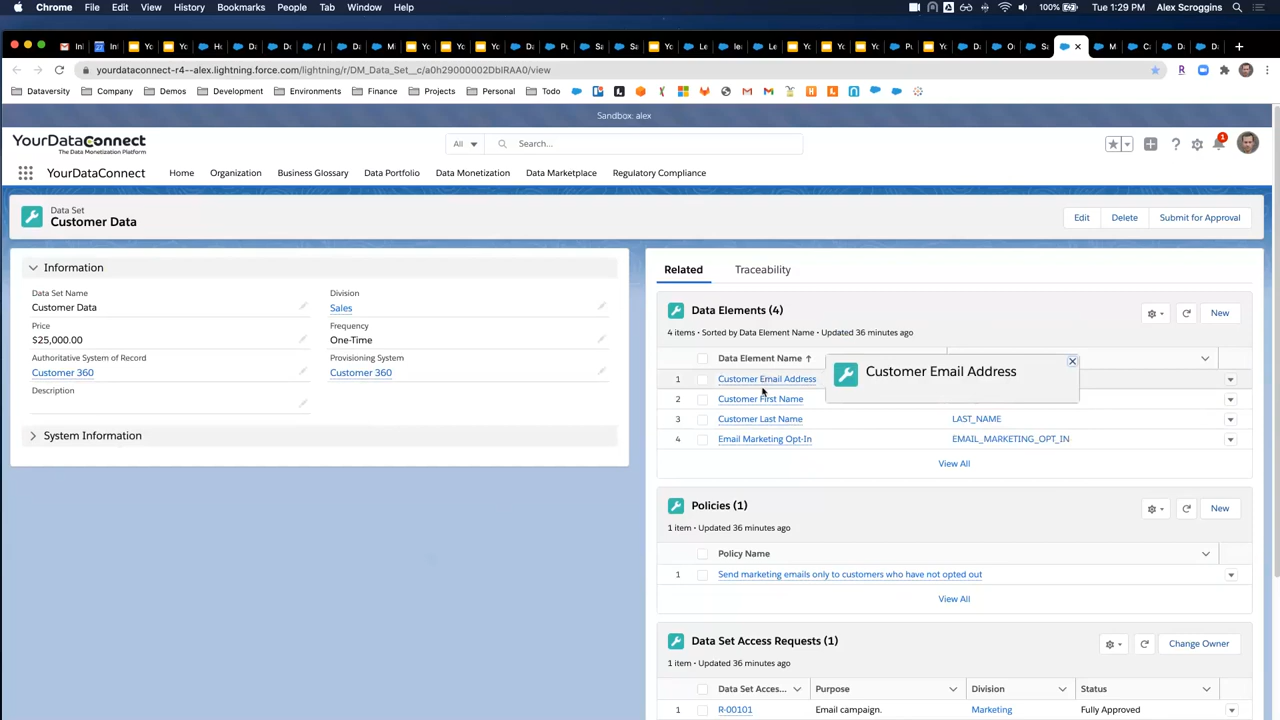 Chrome File Edit View History Bookmarks People Tab Window Help 100% Tue 1:29 PM Alex Scroggins
yourdataconnect-r4--alex.lightning.force.com/lightning/r/DM_Data_Set__c/a0h29000002DbIRAA0/view
Dataversity Company Demos Development Environments Finance Projects Personal Todo
Sandbox: alex
YourDataConnect
The Data Monetization Platform
All Search... 1
YourDataConnect Home Organization Business Glossary Data Portfolio Data Monetization Data Marketplace Regulatory Compliance
Data Set
Customer Data
Edit Delete Submit for Approval
Information
Data Set Name Division
Customer Data Sales
Price Frequency
$25,000.00 One-Time
Authoritative System of Record Provisioning System
Customer 360 Customer 360
Description
System Information
Related Traceability
Data Elements (4) New
4 items • Sorted by Data Element Name • Updated 36 minutes ago
Data Element Name ↑
1 Customer Email Address
Customer Email Address
2 Customer First Name
3 Customer Last Name LAST_NAME
4 Email Marketing Opt-In EMAIL_MARKETING_OPT_IN
View All
Policies (1) New
1 item • Updated 36 minutes ago
Policy Name
1 Send marketing emails only to customers who have not opted out
View All
Data Set Access Requests (1) Change Owner
1 item • Updated 36 minutes ago
Data Set Acces... Purpose Division Status
1 R-00101 Email campaign. Marketing Fully Approved